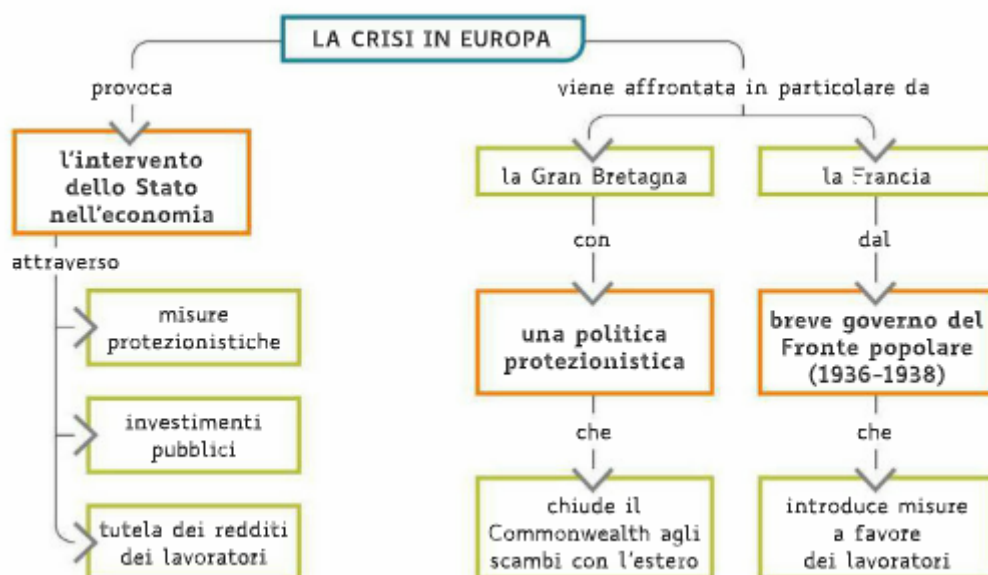 LA CRISI IN EUROPA
provoca
l'intervento
dello Stato
nell'economia
attraverso
misure
protezionistiche
investimenti
pubblici
tutela dei redditi
dei lavoratori
viene affrontata in particolare da
la Gran Bretagna
con
una politica
protezionistica
che
chiude il
Commonwealth agli
scambi con l'estero
la Francia
dal
breve governo del
Fronte popolare
(1936-1938)
che
introduce misure
a favore
dei lavoratori